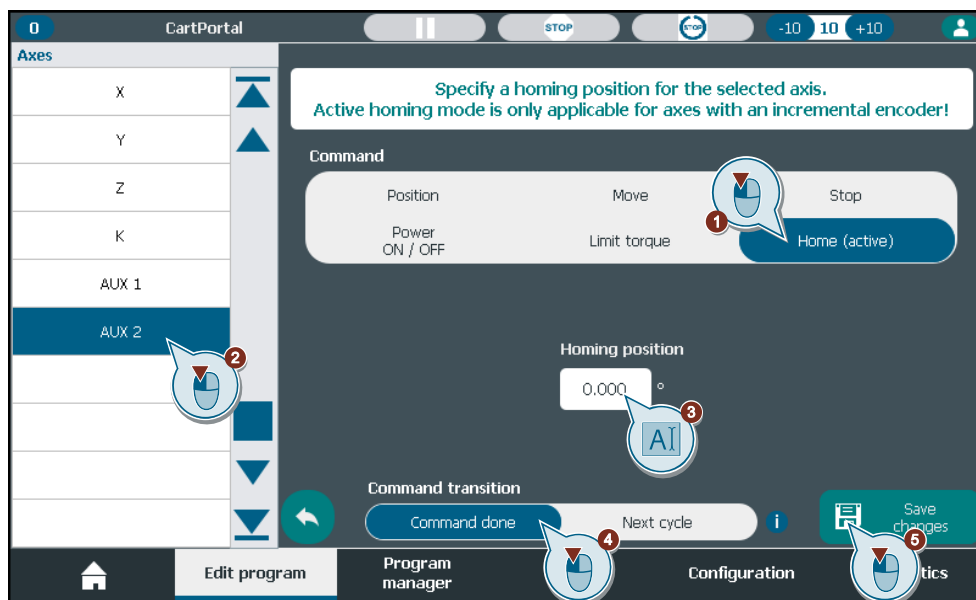 0
CartPortal
STOP
STOP
-10 10 +10
Axes
X
Y
Z
K
AUX 1
AUX 2
Specify a homing position for the selected axis.
Active homing mode is only applicable for axes with an incremental encoder!
Command
Position
Move
Stop
Power
ON / OFF
Limit torque
Home (active)
1
2
Homing position
0.000 °
3
A
Command transition
Command done
Next cycle
i
Save
changes
4
5
Edit program
Program
manager
Configuration
tics